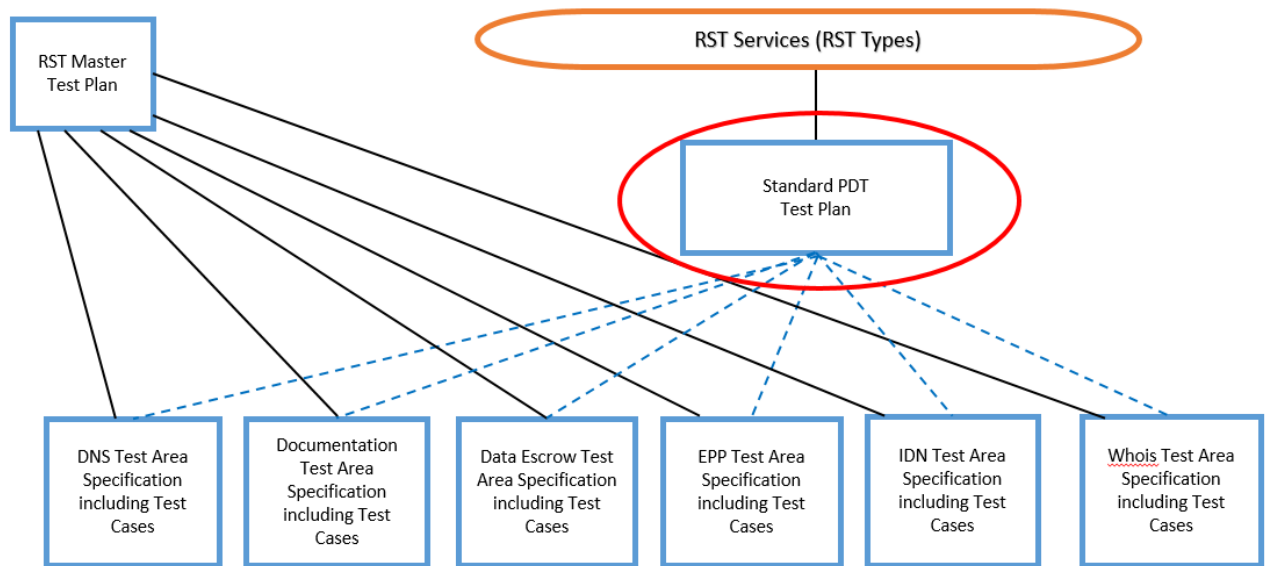 RST Services (RST Types)
RST Master
Test Plan
Standard PDT
Test Plan
DNS Test Area
Specification
including Test
Cases
Documentation
Test Area
Specification
including Test
Cases
Data Escrow Test
Area Specification
including Test
Cases
EPP Test Area
Specification
including Test
Cases
IDN Test Area
Specification
including Test
Cases
Whois Test Area
Specification
including Test
Cases